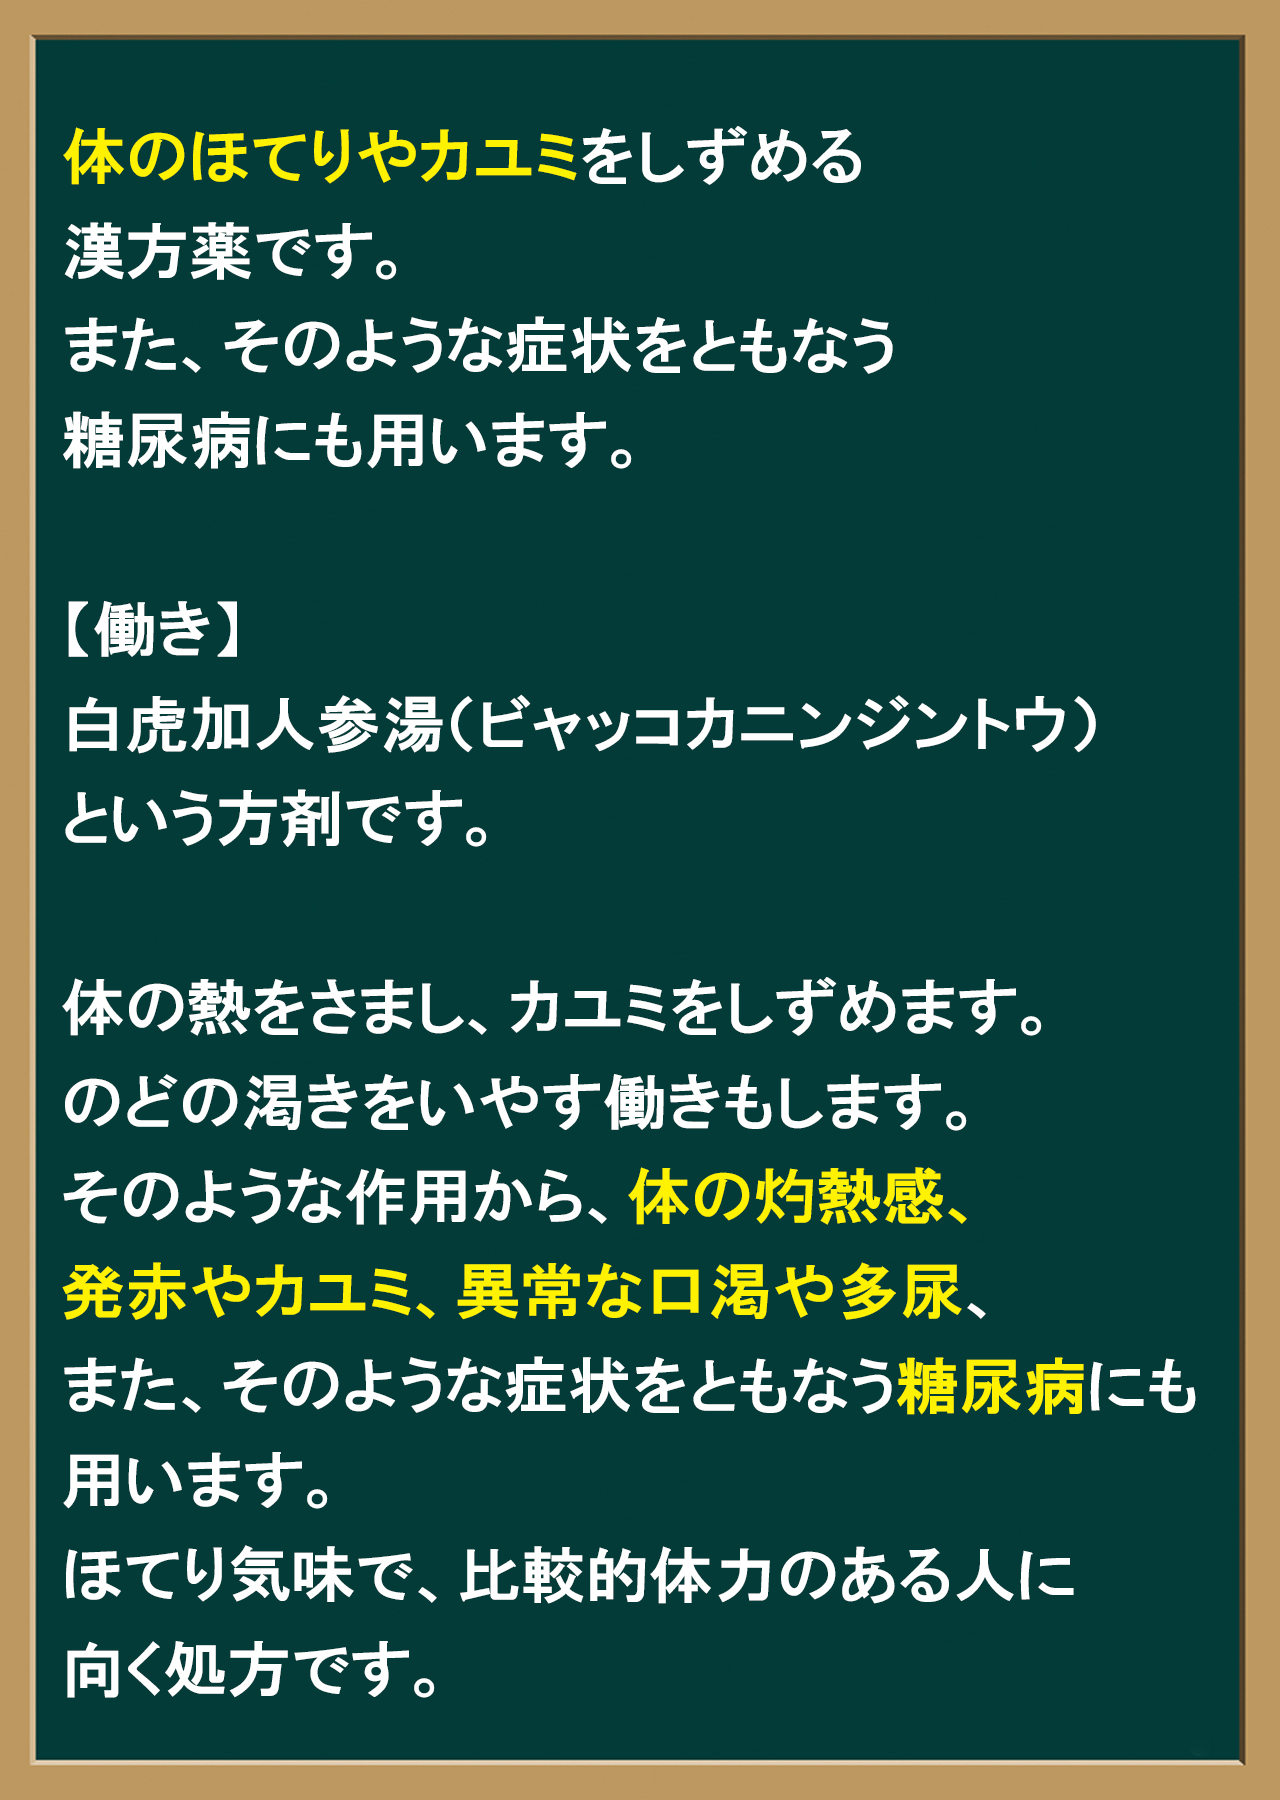 体のほてりやカユミをしずめる
漢方薬です。
また、そのような症状をともなう
糖尿病にも用います。
【働き】
白虎加人参湯（ビャッコカニンジントウ）
という方剤です。
体の熱をさまし、カユミをしずめます。
のどの渇きをいやす働きもします。
そのような作用から、体の灼熱感、
発赤やカユミ、異常な口渇や多尿、
また、そのような症状をともなう糖尿病にも
用います。
ほてり気味で、比較的体力のある人に
向く処方です。